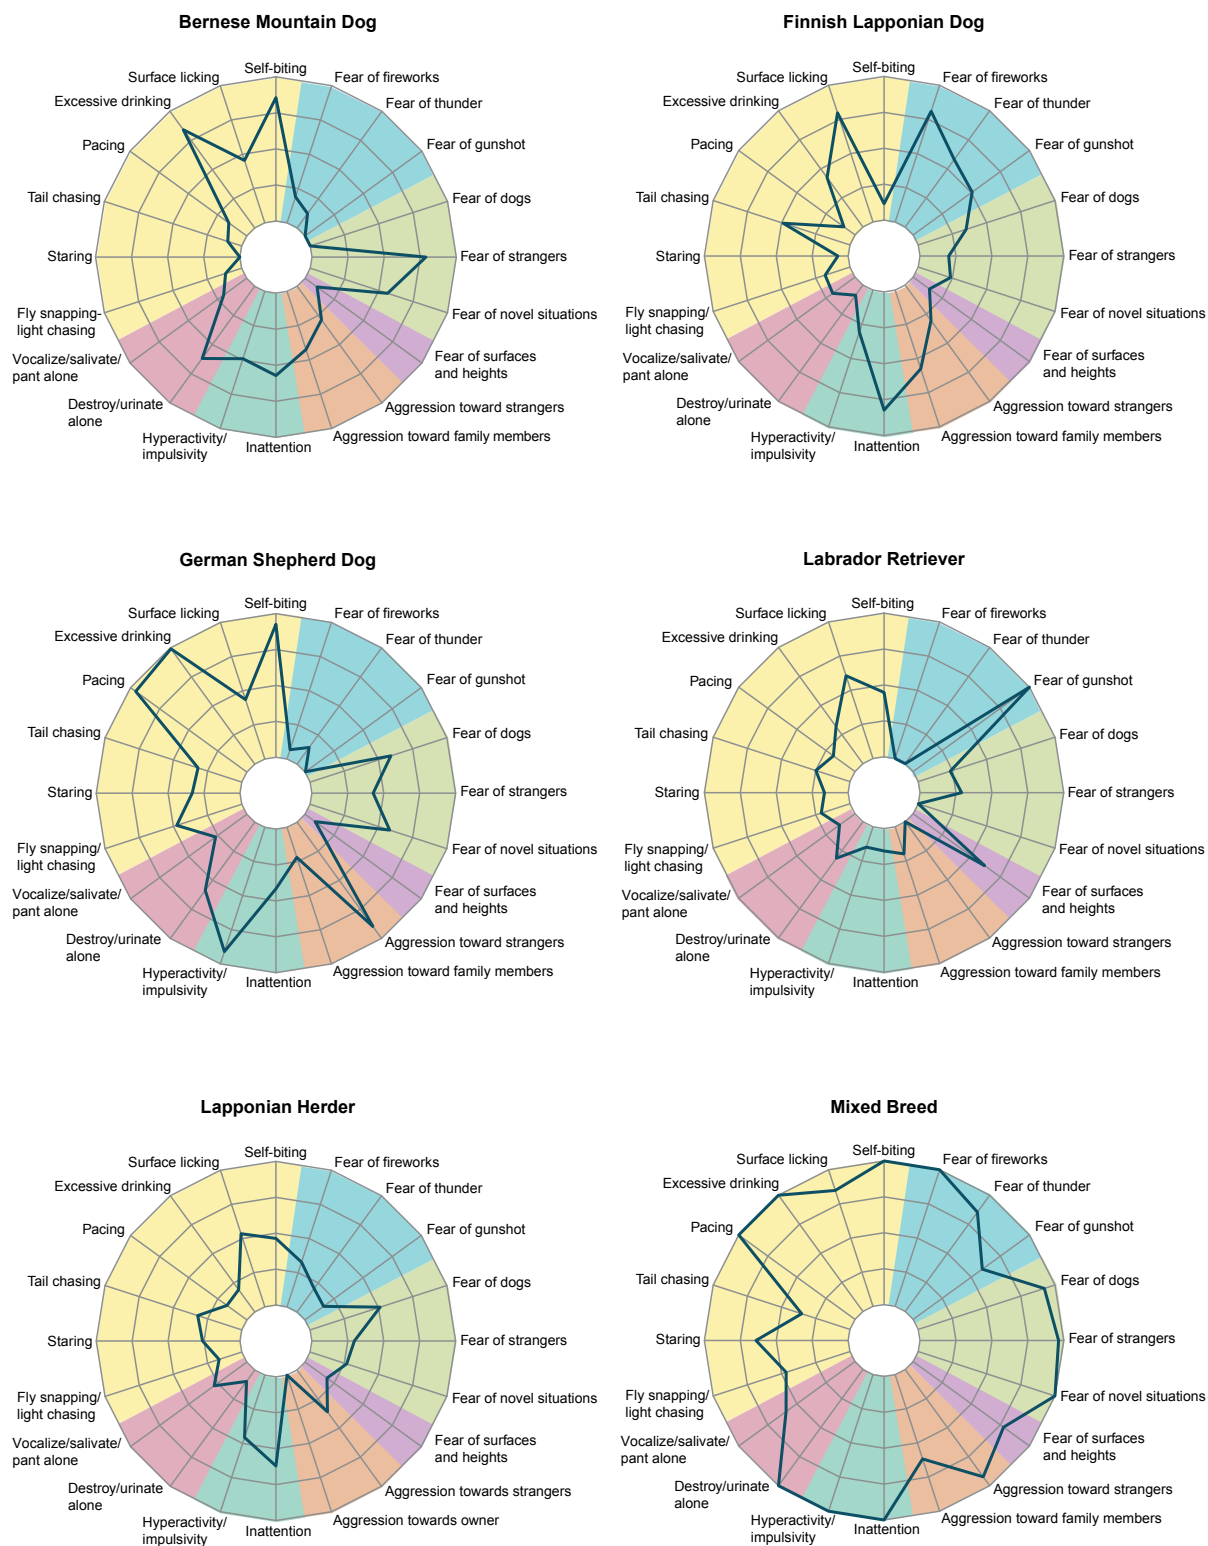 Bernese Mountain Dog
Self-biting
Fear of fireworks
Fear of thunder
Fear of gunshot
Fear of dogs
Fear of strangers
Fear of novel situations
Fear of surfaces
and heights
Aggression toward strangers
Aggression toward family members
Inattention
Hyperactivity/
impulsivity
Destroy/urinate
alone
Vocalize/salivate/
pant alone
Fly snapping-
light chasing
Staring
Tail chasing
Pacing
Excessive drinking
Surface licking
Finnish Lapponian Dog
Self-biting
Fear of fireworks
Fear of thunder
Fear of gunshot
Fear of dogs
Fear of strangers
Fear of novel situations
Fear of surfaces
and heights
Aggression toward strangers
Aggression toward family members
Inattention
Hyperactivity/
impulsivity
Destroy/urinate
alone
Vocalize/salivate/
pant alone
Fly snapping/
light chasing
Staring
Tail chasing
Pacing
Excessive drinking
Surface licking
German Shepherd Dog
Self-biting
Fear of fireworks
Fear of thunder
Fear of gunshot
Fear of dogs
Fear of strangers
Fear of novel situations
Fear of surfaces
and heights
Aggression toward strangers
Aggression toward family members
Inattention
Hyperactivity/
impulsivity
Destroy/urinate
alone
Vocalize/salivate/
pant alone
Fly snapping/
light chasing
Staring
Tail chasing
Pacing
Excessive drinking
Surface licking
Labrador Retriever
Self-biting
Fear of fireworks
Fear of thunder
Fear of gunshot
Fear of dogs
Fear of strangers
Fear of novel situations
Fear of surfaces
and heights
Aggression toward strangers
Aggression toward family members
Inattention
Hyperactivity/
impulsivity
Destroy/urinate
alone
Vocalize/salivate/
pant alone
Fly snapping/
light chasing
Staring
Tail chasing
Pacing
Excessive drinking
Surface licking
Lapponian Herder
Self-biting
Fear of fireworks
Fear of thunder
Fear of gunshot
Fear of dogs
Fear of strangers
Fear of novel situations
Fear of surfaces
and heights
Aggression towards strangers
Aggression towards owner
Inattention
Hyperactivity/
impulsivity
Destroy/urinate
alone
Vocalize/salivate/
pant alone
Fly snapping/
light chasing
Staring
Tail chasing
Pacing
Excessive drinking
Surface licking
Mixed Breed
Self-biting
Fear of fireworks
Fear of thunder
Fear of gunshot
Fear of dogs
Fear of strangers
Fear of novel situations
Fear of surfaces
and heights
Aggression toward strangers
Aggression toward family members
Inattention
Hyperactivity/
impulsivity
Destroy/urinate
alone
Vocalize/salivate/
pant alone
Fly snapping/
light chasing
Staring
Tail chasing
Pacing
Excessive drinking
Surface licking